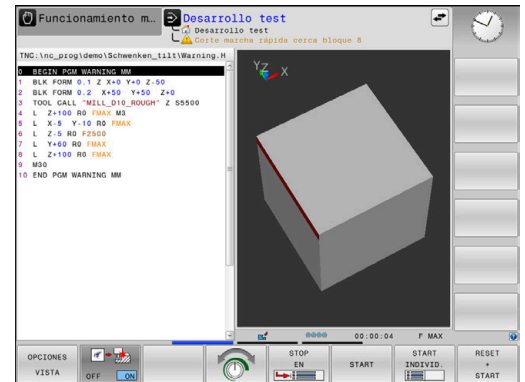 Funcionamiento m...
Desarrollo test
Desarrollo test
Corte marcha rápida cerca bloque 8
TNC:\nc_prog\demo\Schwenken_tilt\Warning.H
0 BEGIN PGM WARNING MM
1 BLK FORM 0.1 Z X+0 Y+0 Z-50
2 BLK FORM 0.2 X+50 Y+50 Z+0
3 TOOL CALL "MILL_D10_ROUGH" Z S5500
4 L Z+100 R0 FMAX M3
5 L X-5 Y-10 R0 FMAX
6 L Z-5 R0 F2500
7 L Y+60 R0 FMAX
8 L Z+100 R0 FMAX
9 M30
10 END PGM WARNING MM
Y Z X
00:00:04 F MAX
OPCIONES VISTA
OFF ON
STOP EN
START
START INDIVID.
RESET + START